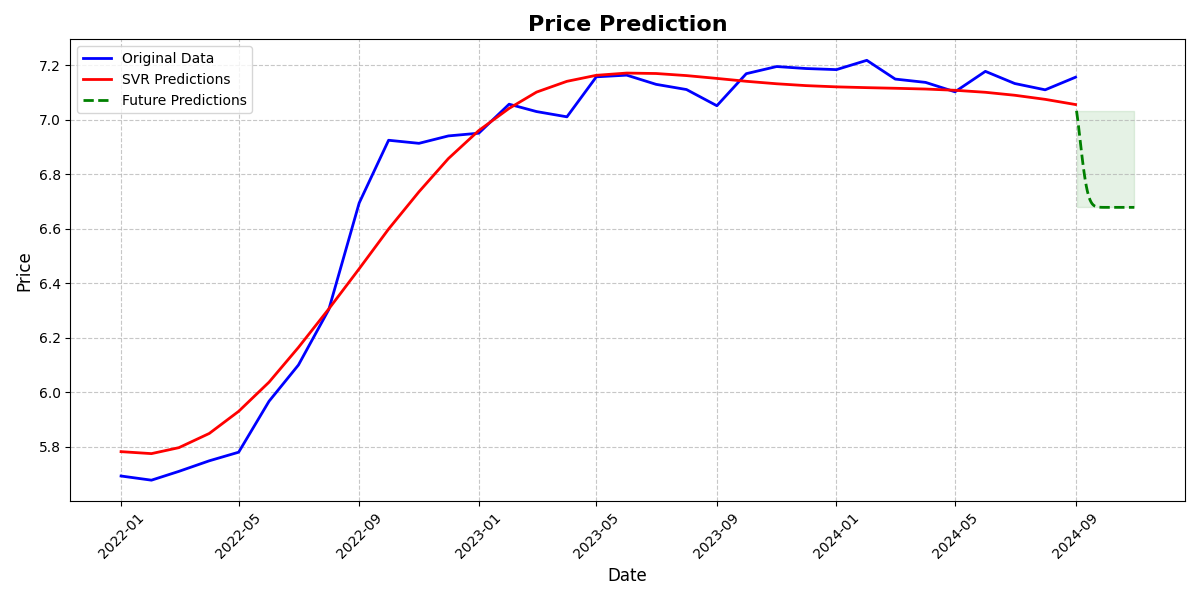 Price Prediction
Original Data
SVR Predictions
Future Predictions
Price
7.2
7.0
6.8
6.6
6.4
6.2
6.0
5.8
2022-01
2022-05
2022-09
2023-01
2023-05
2023-09
2024-01
2024-05
2024-09
Date